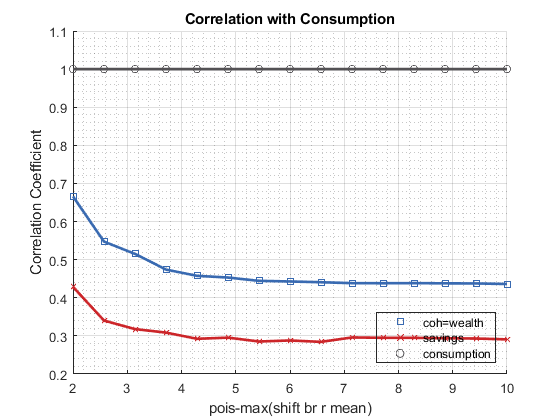 Correlation with Consumption
1.1
1
0.9
0.8
0.7
0.6
0.5
0.4
0.3
0.2
Correlation Coefficient
coh=wealth
savings
consumption
2 3 4 5 6 7 8 9 10
pois-max(shift br r mean)